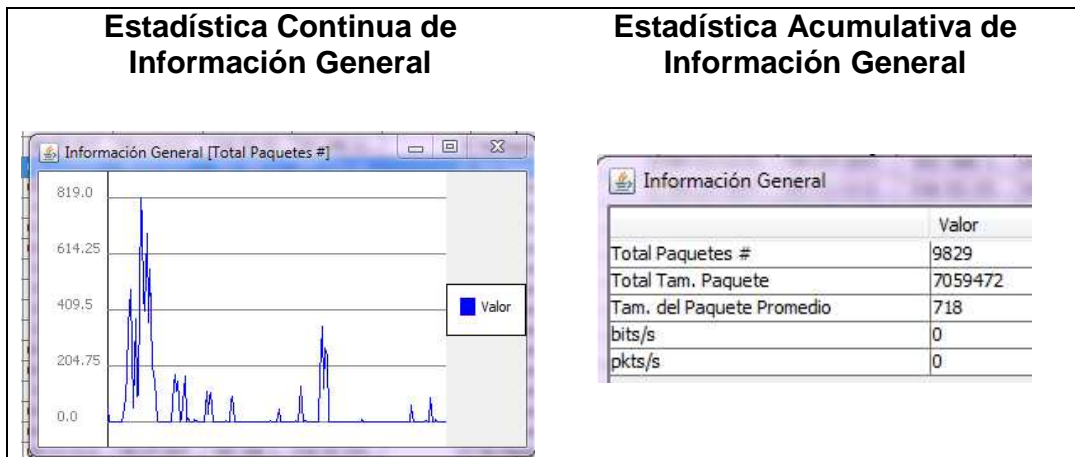 Estadística Continua de
Información General
Estadística Acumulativa de
Información General
Información General [Total Paquetes #]
819.0
614.25
409.5
204.75
0.0
Valor
Información General
Valor
Total Paquetes # 9829
Total Tam. Paquete 7059472
Tam. del Paquete Promedio 718
bits/s 0
pkts/s 0